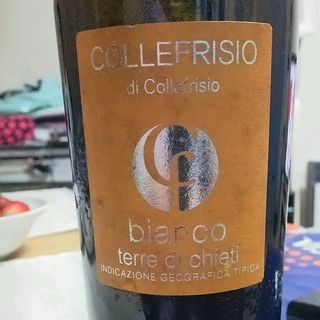 COLLEFRISIO
di Collefrisio
bianco
terre di chieti
INDICAZIONE GEOGRAFICA TIPICA